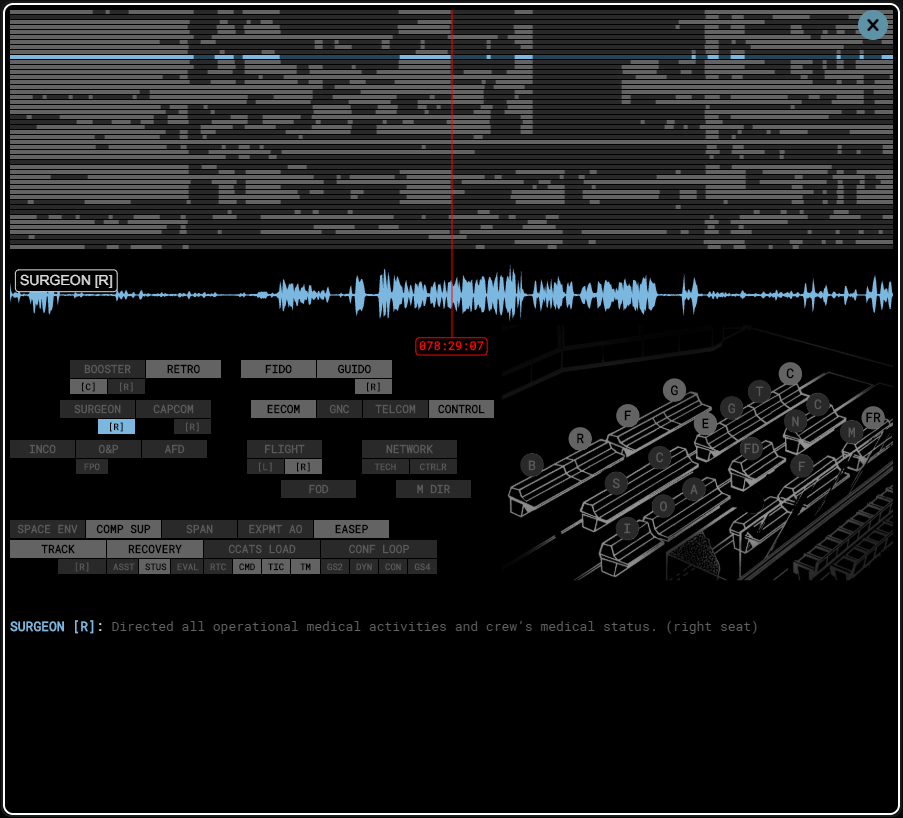 X
SURGEON [R]
078:29:07
BOOSTER RETRO FIDO GUIDO
[C] [R] [R]
SURGEON CAPCOM EECOM GNC TELCOM CONTROL
[R] [R]
INCO O&P AFD FLIGHT NETWORK
FPO [L] [R] TECH CTRLR
FOD M DIR
SPACE ENV COMP SUP SPAN EXPMT AO EASEP
TRACK RECOVERY CCATS LOAD CONF LOOP
[R] ASST STUS EVAL RTC CMD TIC TM GS2 DYN CON GS4
C
G T
F E G N C FR
R M
B C FD F
S A
O
I
SURGEON [R]: Directed all operational medical activities and crew's medical status. (right seat)